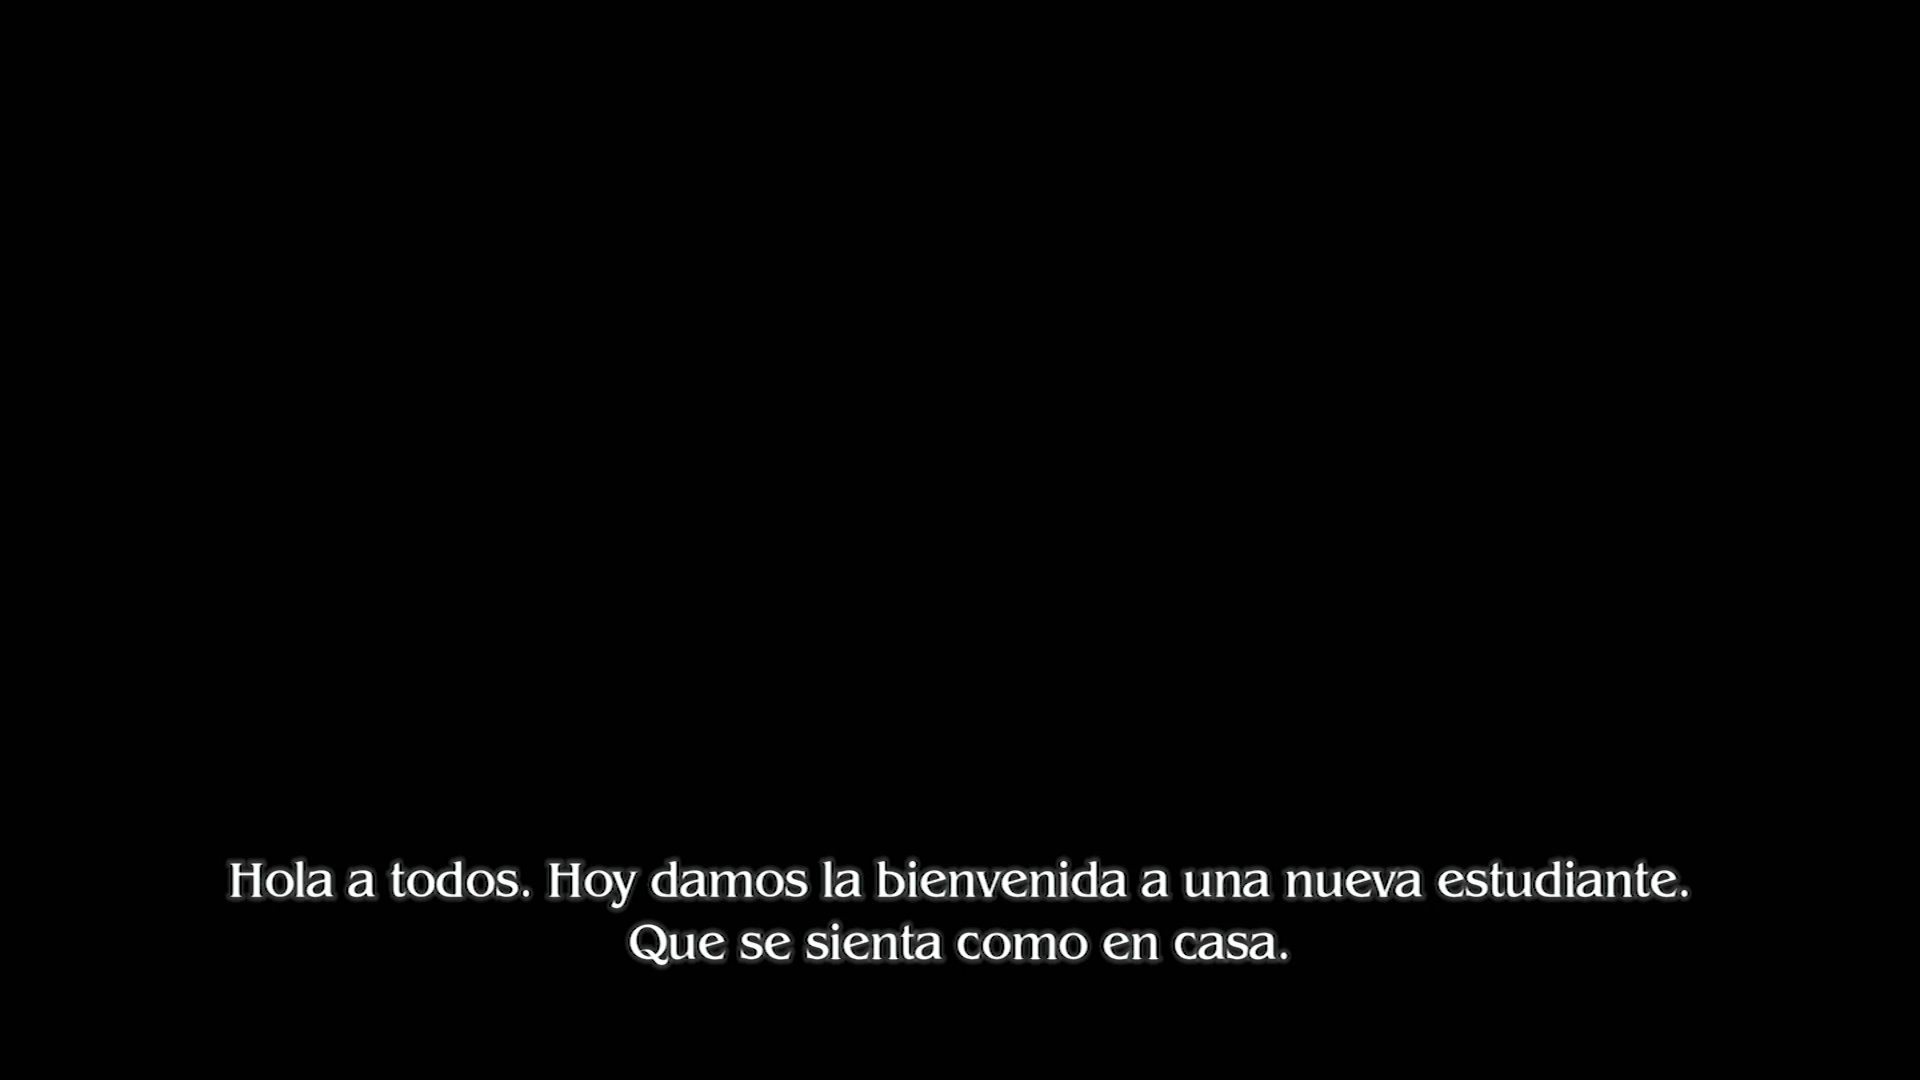 Hola a todos. Hoy damos la bienvenida a una nueva estudiante.
Que se sienta como en casa.